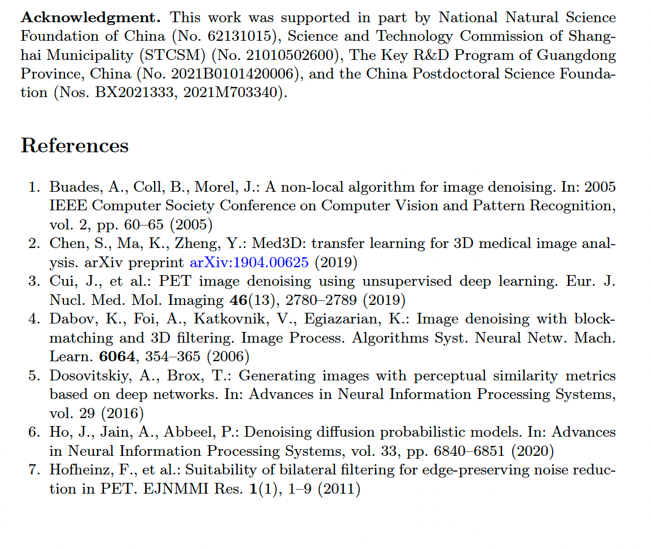 Acknowledgment. This work was supported in part by National Natural Science
Foundation of China (No. 62131015), Science and Technology Commission of Shang-
hai Municipality (STCSM) (No. 21010502600), The Key R&D Program of Guangdong
Province, China (No. 2021B0101420006), and the China Postdoctoral Science Founda-
tion (Nos. BX2021333, 2021M703340).
References
1. Buades, A., Coll, B., Morel, J.: A non-local algorithm for image denoising. In: 2005
IEEE Computer Society Conference on Computer Vision and Pattern Recognition,
vol. 2, pp. 60–65 (2005)
2. Chen, S., Ma, K., Zheng, Y.: Med3D: transfer learning for 3D medical image anal-
ysis. arXiv preprint arXiv:1904.00625 (2019)
3. Cui, J., et al.: PET image denoising using unsupervised deep learning. Eur. J.
Nucl. Med. Mol. Imaging 46(13), 2780–2789 (2019)
4. Dabov, K., Foi, A., Katkovnik, V., Egiazarian, K.: Image denoising with block-
matching and 3D filtering. Image Process. Algorithms Syst. Neural Netw. Mach.
Learn. 6064, 354–365 (2006)
5. Dosovitskiy, A., Brox, T.: Generating images with perceptual similarity metrics
based on deep networks. In: Advances in Neural Information Processing Systems,
vol. 29 (2016)
6. Ho, J., Jain, A., Abbeel, P.: Denoising diffusion probabilistic models. In: Advances
in Neural Information Processing Systems, vol. 33, pp. 6840–6851 (2020)
7. Hofheinz, F., et al.: Suitability of bilateral filtering for edge-preserving noise reduc-
tion in PET. EJNMMI Res. 1(1), 1–9 (2011)